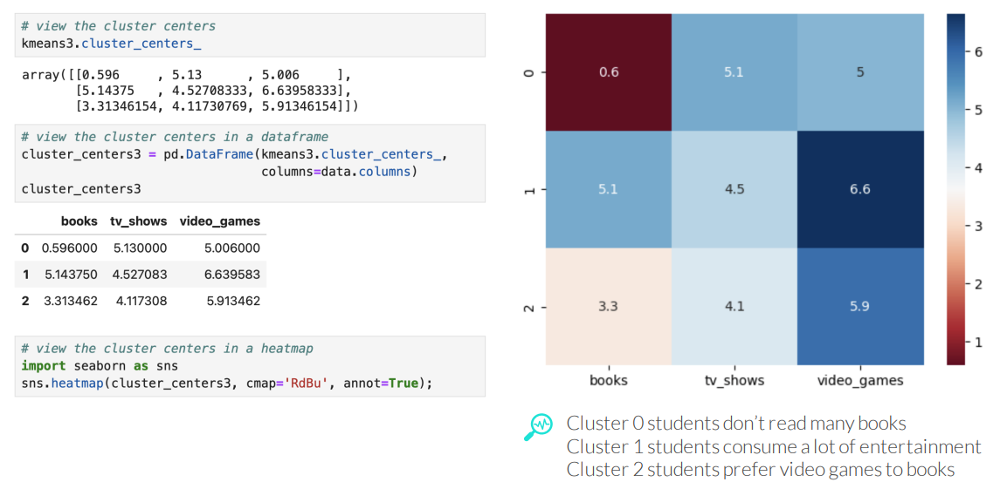 # view the cluster centers
kmeans3.cluster_centers_
array([[0.596     , 5.13      , 5.006     ],
       [5.14375   , 4.52708333, 6.63958333],
       [3.31346154, 4.11730769, 5.91346154]])
# view the cluster centers in a dataframe
cluster_centers3 = pd.DataFrame(kmeans3.cluster_centers_,
                                columns=data.columns)
cluster_centers3
books tv_shows video_games
0 0.596000 5.130000 5.006000
1 5.143750 4.527083 6.639583
2 3.313462 4.117308 5.913462
# view the cluster centers in a heatmap
import seaborn as sns
sns.heatmap(cluster_centers3, cmap='RdBu', annot=True);
0 0.6 5.1 5
1 5.1 4.5 6.6
2 3.3 4.1 5.9
books tv_shows video_games
6
5
4
3
2
1
Cluster 0 students don’t read many books
Cluster 1 students consume a lot of entertainment
Cluster 2 students prefer video games to books